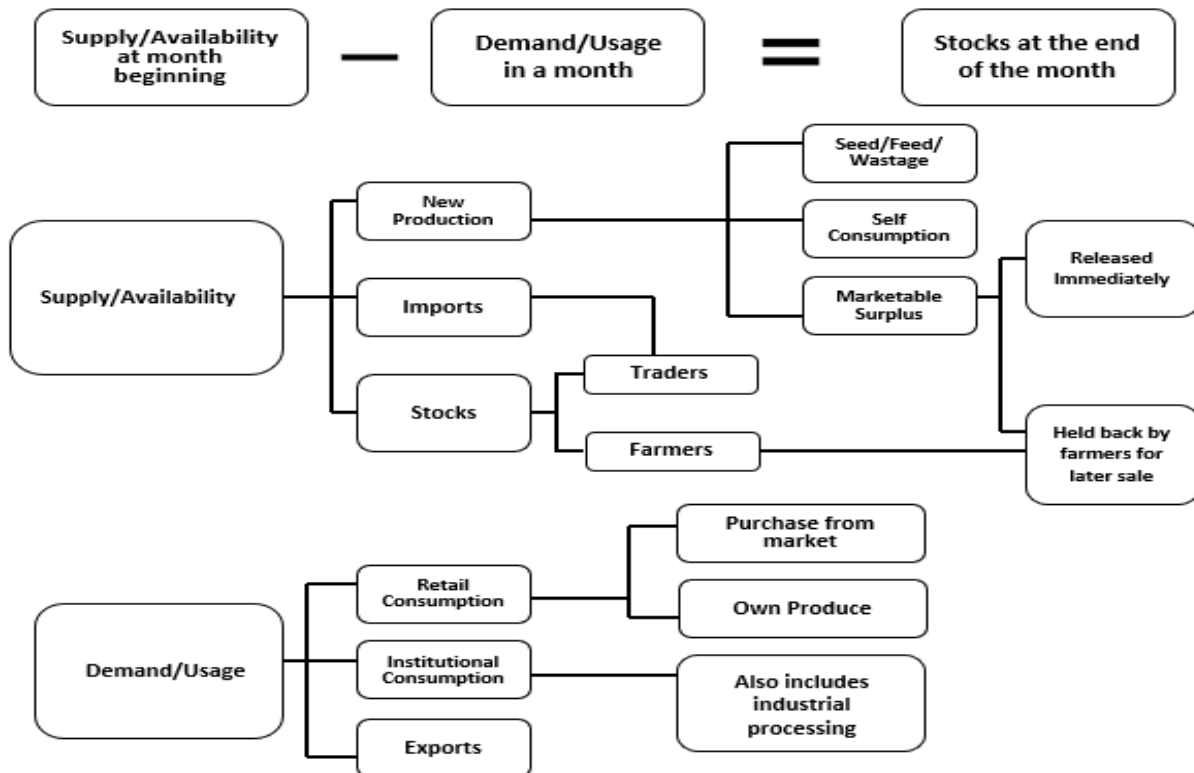 Supply/Availability
at month
beginning
Demand/Usage
in a month
Stocks at the end
of the month
Seed/Feed/
Wastage
New
Production
Self
Consumption
Released
Immediately
Supply/Availability
Imports
Marketable
Surplus
Traders
Stocks
Farmers
Held back by
farmers for
later sale
Purchase from
market
Retail
Consumption
Own Produce
Demand/Usage
Institutional
Consumption
Also includes
industrial
processing
Exports